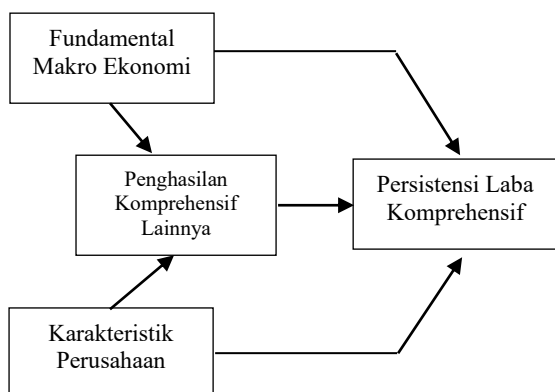 Fundamental
Makro Ekonomi
Penghasilan
Komprehensif
Lainnya
Persistensi Laba
Komprehensif
Karakteristik
Perusahaan